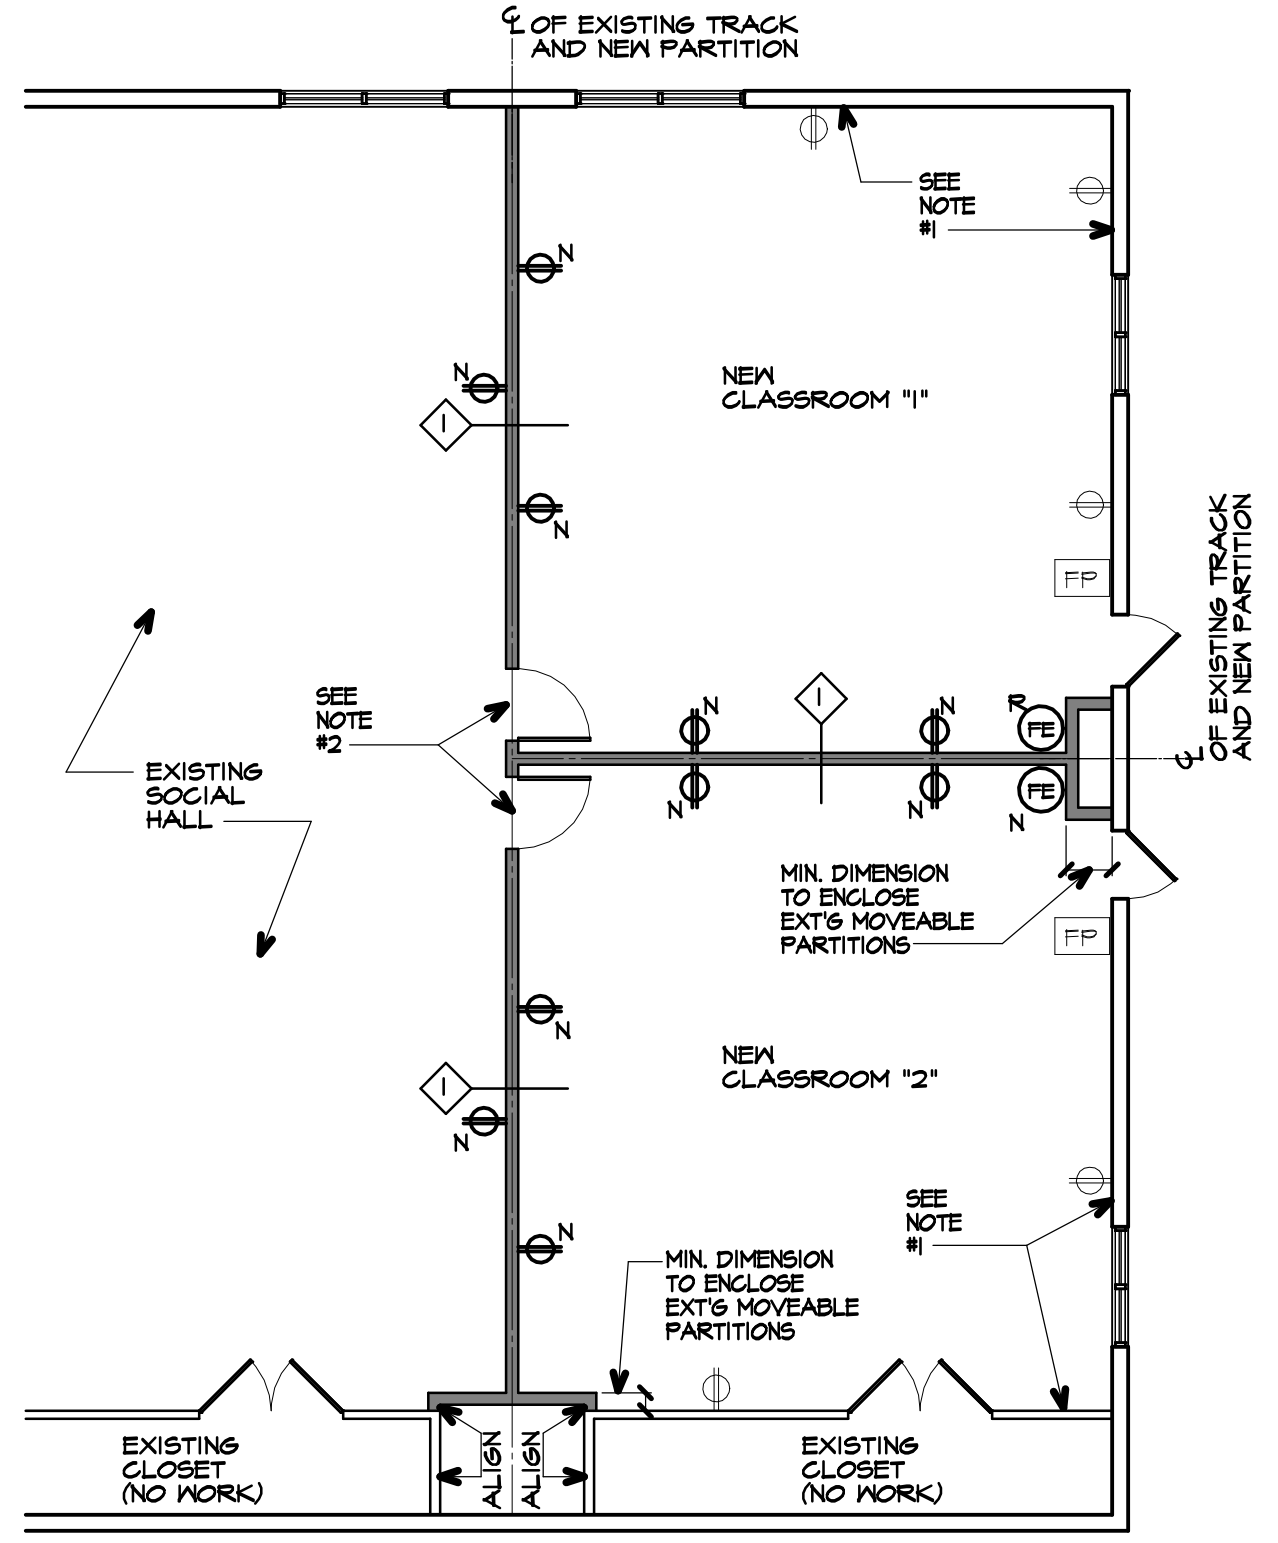 ℄ OF EXISTING TRACK
AND NEW PARTITION
SEE
NOTE
#1
N
N
1
N
NEW
CLASSROOM "1"
FP
℄ OF EXISTING TRACK
AND NEW PARTITION
SEE
NOTE
#2
N
1
N
R
FE
EXISTING
SOCIAL
HALL
N
N
FE
N
MIN. DIMENSION
TO ENCLOSE
EXT'G MOVEABLE
PARTITIONS
FP
N
NEW
CLASSROOM "2"
1
N
SEE
NOTE
#1
N
MIN. DIMENSION
TO ENCLOSE
EXT'G MOVEABLE
PARTITIONS
EXISTING
CLOSET
(NO WORK)
ALIGN
ALIGN
EXISTING
CLOSET
(NO WORK)